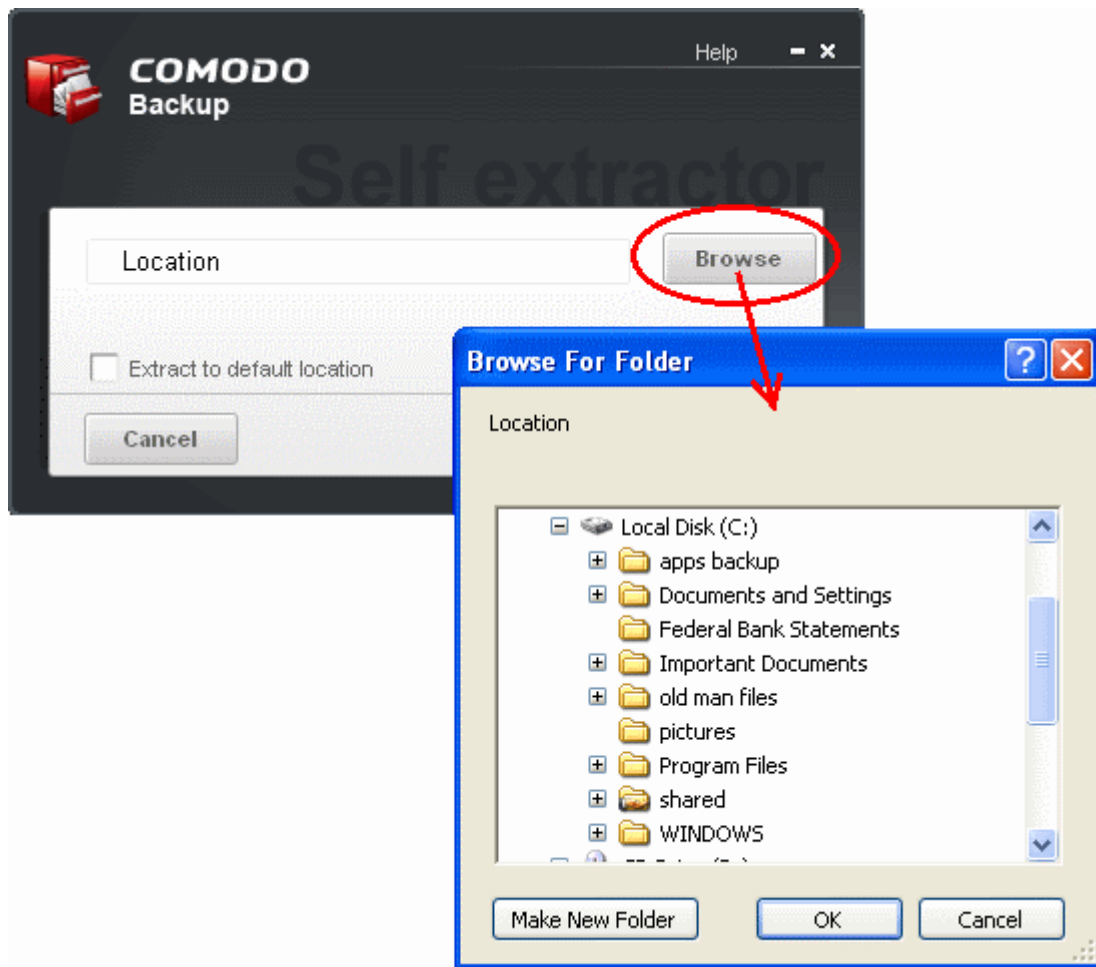 Help
COMODO
Backup
Self extractor
Location
Browse
Extract to default location
Cancel
Browse For Folder
Location
Local Disk (C:)
apps backup
Documents and Settings
Federal Bank Statements
Important Documents
old man files
pictures
Program Files
shared
WINDOWS
Make New Folder
OK
Cancel